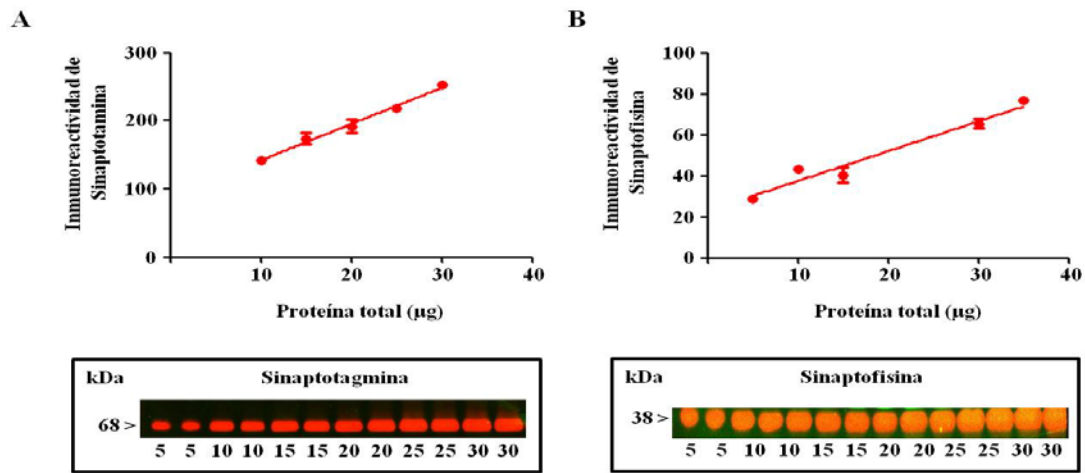 A
Inmunoreactividad de
Sinaptotamina
300
200
100
0
10
20
30
40
Proteína total (µg)
kDa
Sinaptotagmina
68 >
5 5 10 10 15 15 20 20 25 25 30 30
B
Inmunoreactividad de
Sinaptofisina
100
80
60
40
20
0
10
20
30
40
Proteína total (µg)
kDa
Sinaptofisina
38 >
5 5 10 10 15 15 20 20 25 25 30 30